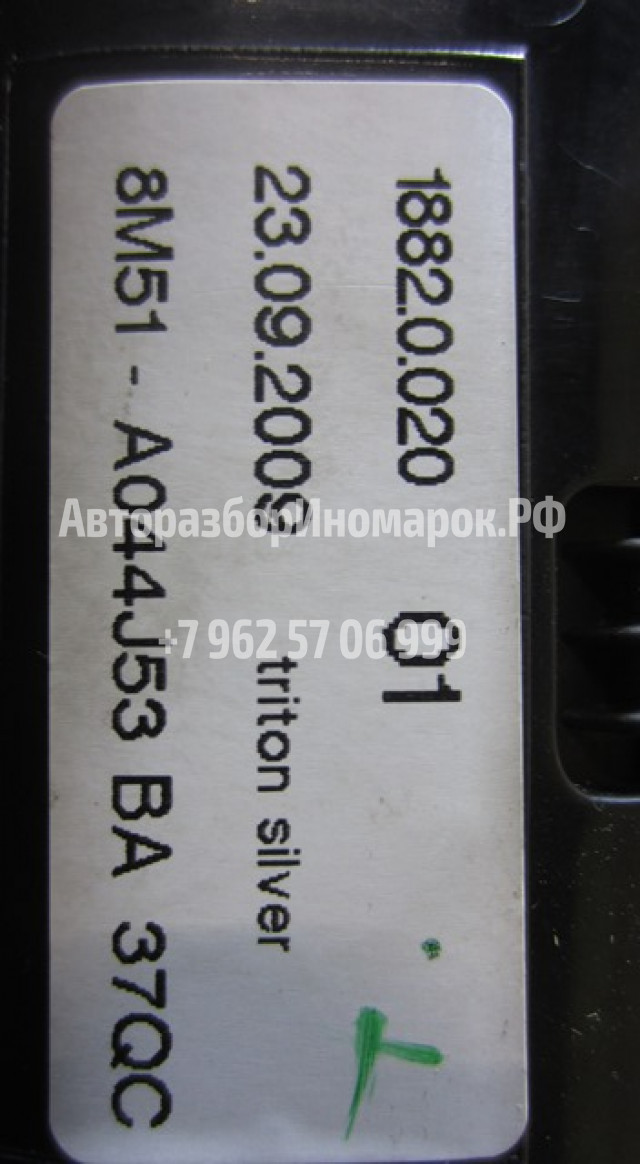 1882.0.020 01
23.09.2009 triton silver
8M51 - A044J53 BA 37QC
АвторазборИномарок.РФ
+7 962 57 06 999